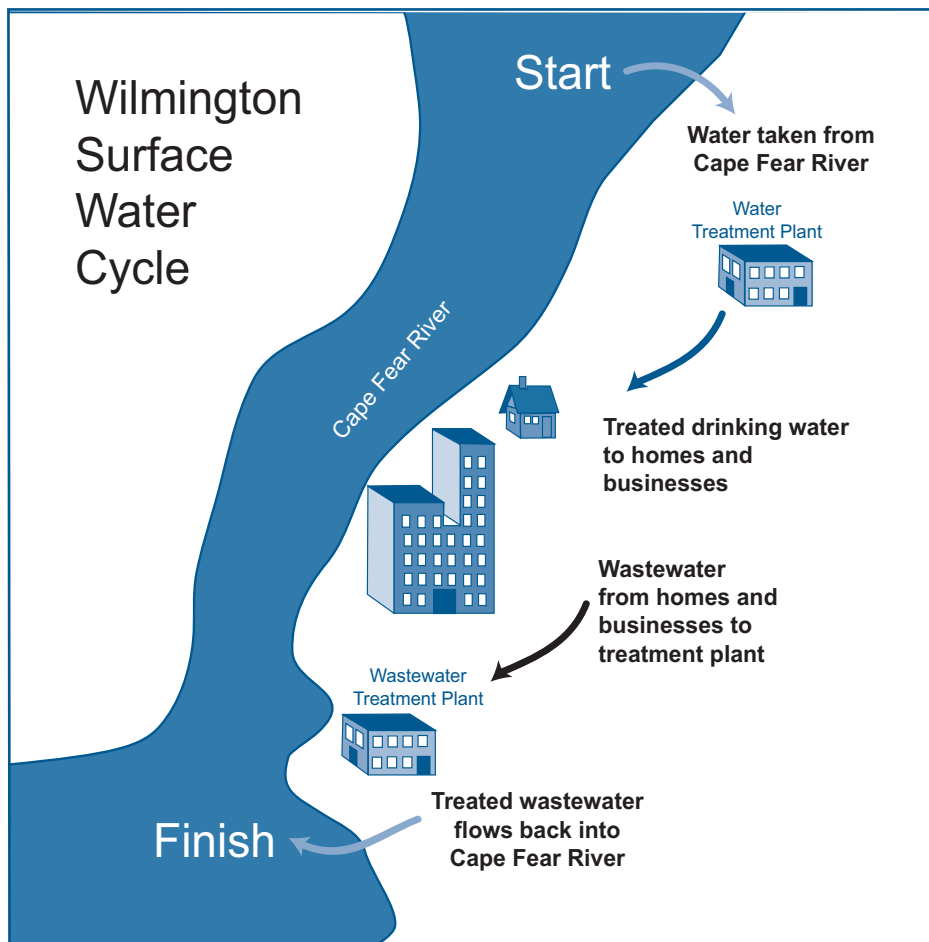 Wilmington
Surface
Water
Cycle
Start
Water taken from
Cape Fear River
Water
Treatment Plant
Cape Fear River
Treated drinking water
to homes and
businesses
Wastewater
from homes and
businesses to
treatment plant
Wastewater
Treatment Plant
Treated wastewater
flows back into
Cape Fear River
Finish